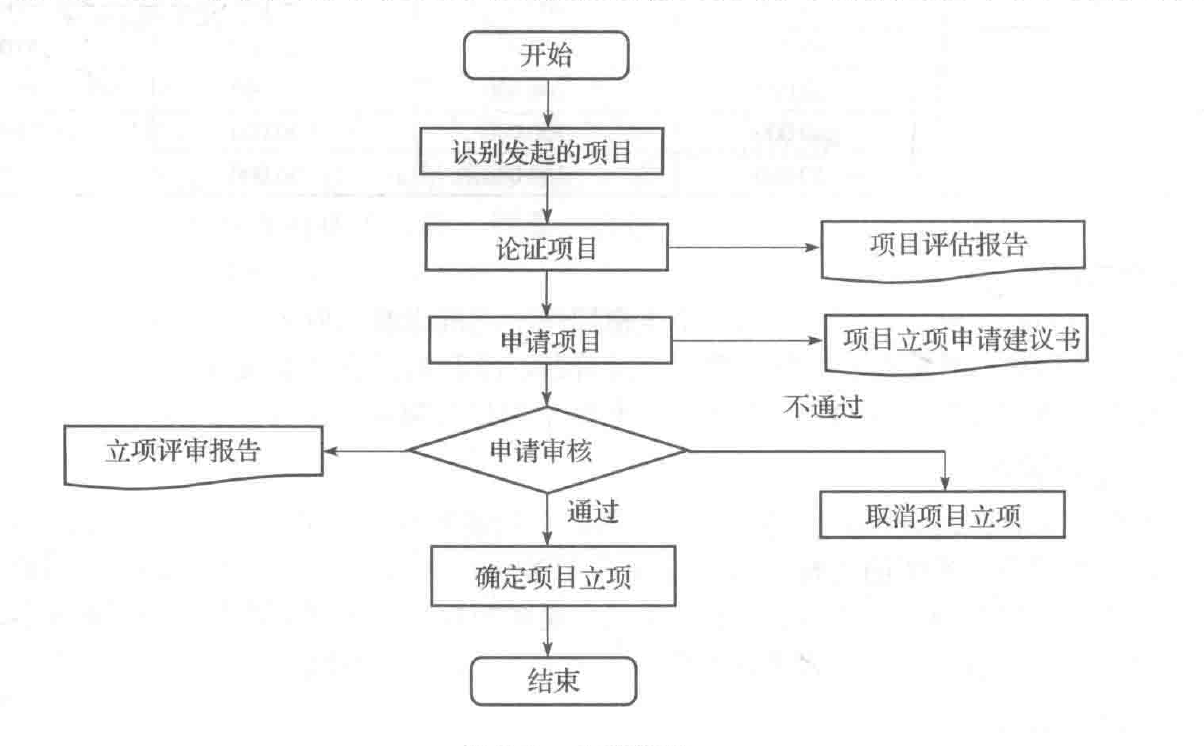 开始
识别发起的项目
论证项目
项目评估报告
申请项目
项目立项申请建议书
不通过
立项评审报告
申请审核
通过
取消项目立项
确定项目立项
结束